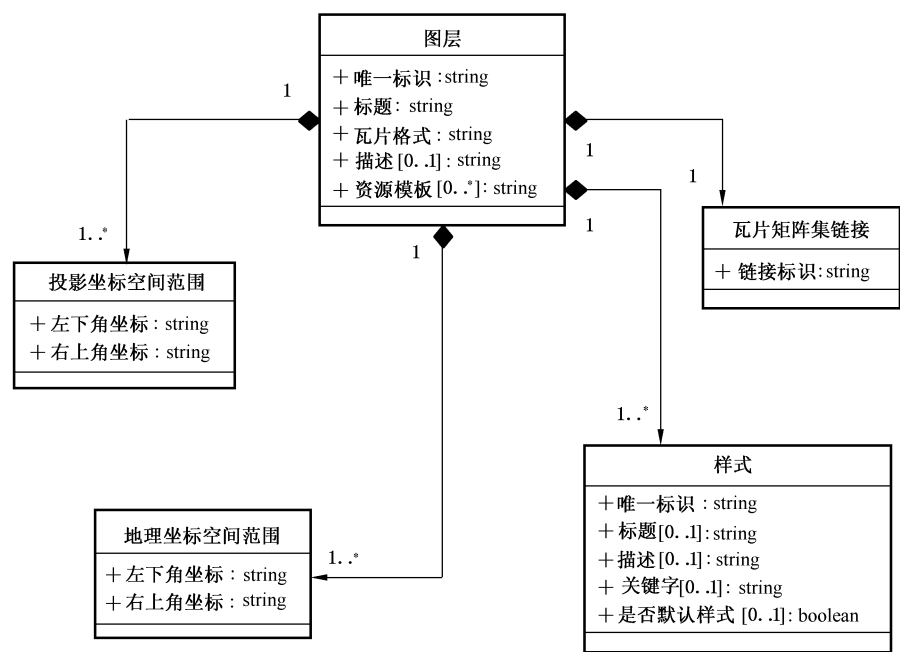 图层
+ 唯一标识 :string
+ 标题: string
+ 瓦片格式: string
+ 描述[0..1]: string
+ 资源模板[0..*]: string
1
1..*
1
1
1
1..*
1
1..*
投影坐标空间范围
+ 左下角坐标: string
+ 右上角坐标: string
瓦片矩阵集链接
+ 链接标识:string
地理坐标空间范围
+ 左下角坐标: string
+ 右上角坐标: string
样式
+ 唯一标识 : string
+ 标题[0..1]: string
+ 描述[0..1]: string
+ 关键字[0..1]: string
+ 是否默认样式 [0..1]: boolean